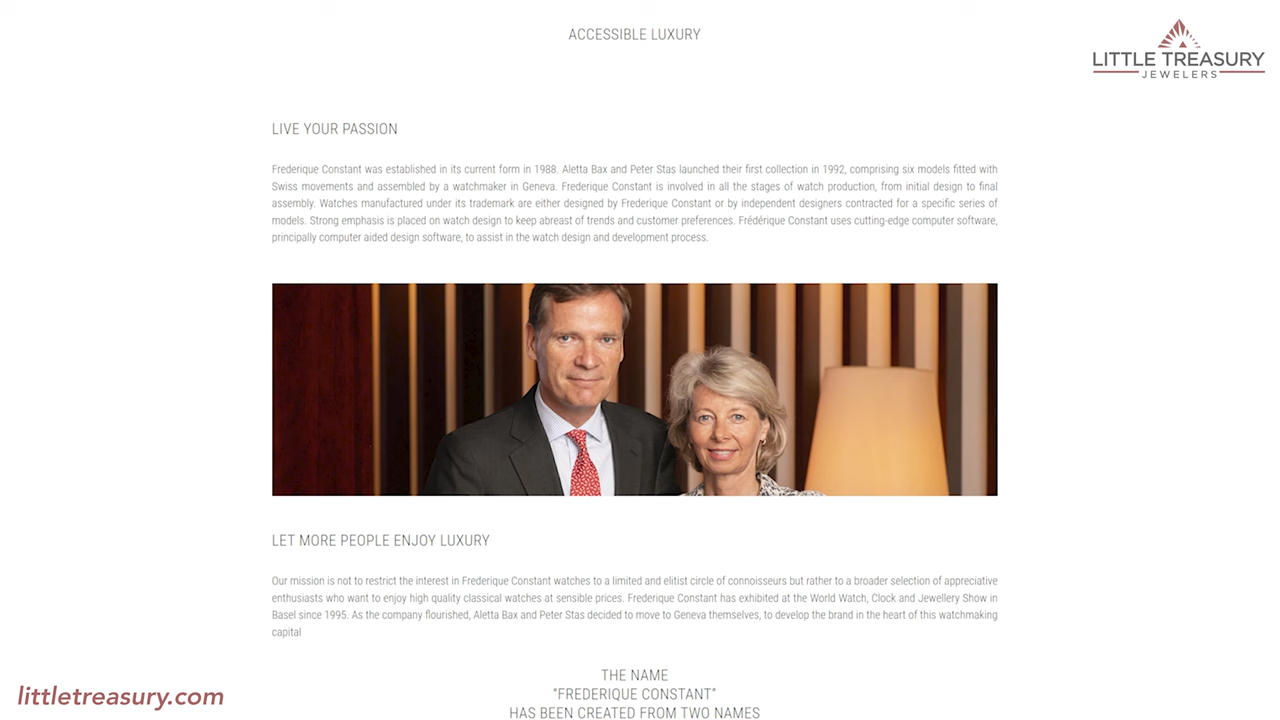 ACCESSIBLE LUXURY
LITTLE TREASURY
JEWELERS
LIVE YOUR PASSION
Frederique Constant was established in its current form in 1988. Aletta Bax and Peter Stas launched their first collection in 1992, comprising six models fitted with
Swiss movements and assembled by a watchmaker in Geneva. Frederique Constant is involved in all the stages of watch production, from initial design to final
assembly. Watches manufactured under its trademark are either designed by Frederique Constant or by independent designers contracted for a specific series of
models. Strong emphasis is placed on watch design to keep abreast of trends and customer preferences. Frédérique Constant uses cutting-edge computer software,
principally computer aided design software, to assist in the watch design and development process.
LET MORE PEOPLE ENJOY LUXURY
Our mission is not to restrict the interest in Frederique Constant watches to a limited and elitist circle of connoisseurs but rather to a broader selection of appreciative
enthusiasts who want to enjoy high quality classical watches at sensible prices. Frederique Constant has exhibited at the World Watch, Clock and Jewellery Show in
Basel since 1995. As the company flourished, Aletta Bax and Peter Stas decided to move to Geneva themselves, to develop the brand in the heart of this watchmaking
capital
THE NAME
"FREDERIQUE CONSTANT"
HAS BEEN CREATED FROM TWO NAMES
littletreasury.com